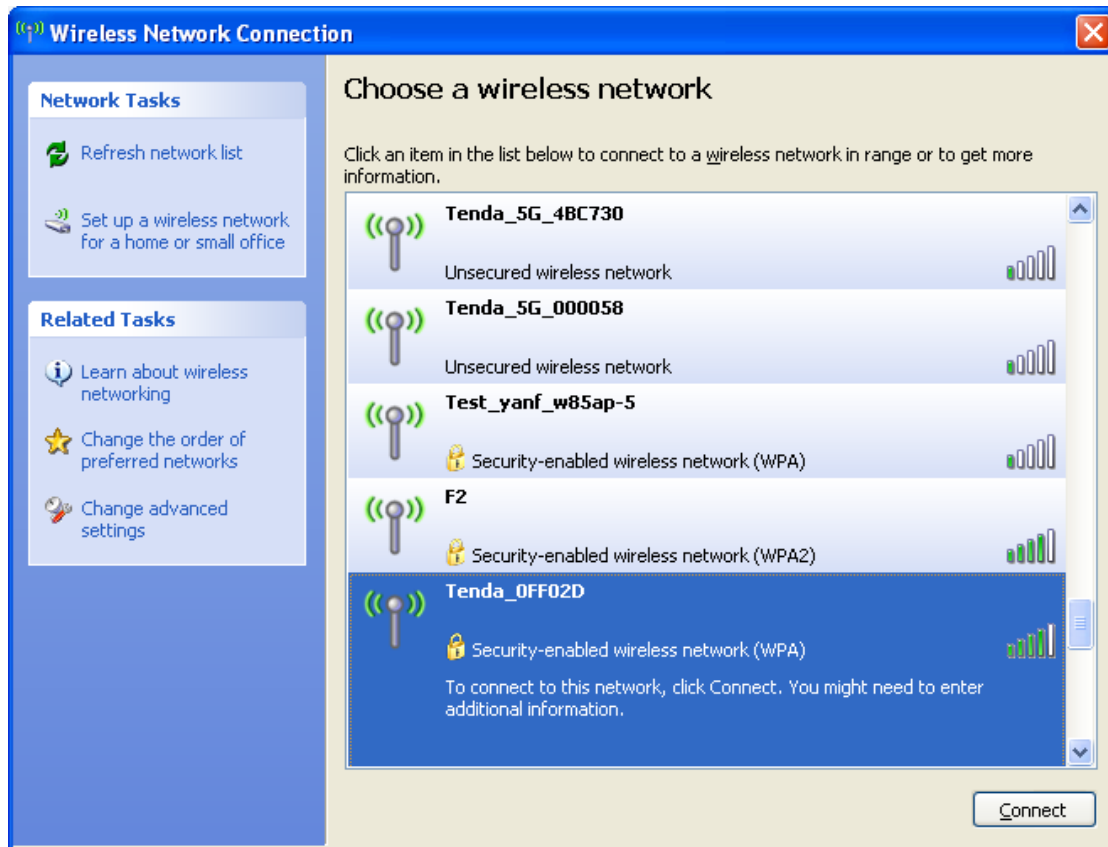 Wireless Network Connection
Network Tasks
Refresh network list
Set up a wireless network
for a home or small office
Related Tasks
Learn about wireless
networking
Change the order of
preferred networks
Change advanced
settings
Choose a wireless network
Click an item in the list below to connect to a wireless network in range or to get more
information.
Tenda_5G_4BC730
Unsecured wireless network
Tenda_5G_000058
Unsecured wireless network
Test_yanf_w85ap-5
Security-enabled wireless network (WPA)
F2
Security-enabled wireless network (WPA2)
Tenda_0FF02D
Security-enabled wireless network (WPA)
To connect to this network, click Connect. You might need to enter
additional information.
Connect